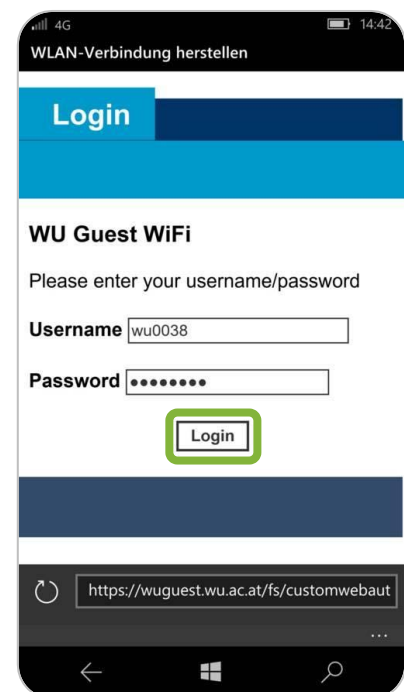 4G 14:42
WLAN-Verbindung herstellen
Login
WU Guest WiFi
Please enter your username/password
Username wu0038
Password ●●●●●●●●
Login
https://wuguest.wu.ac.at/fs/customwebaut
...